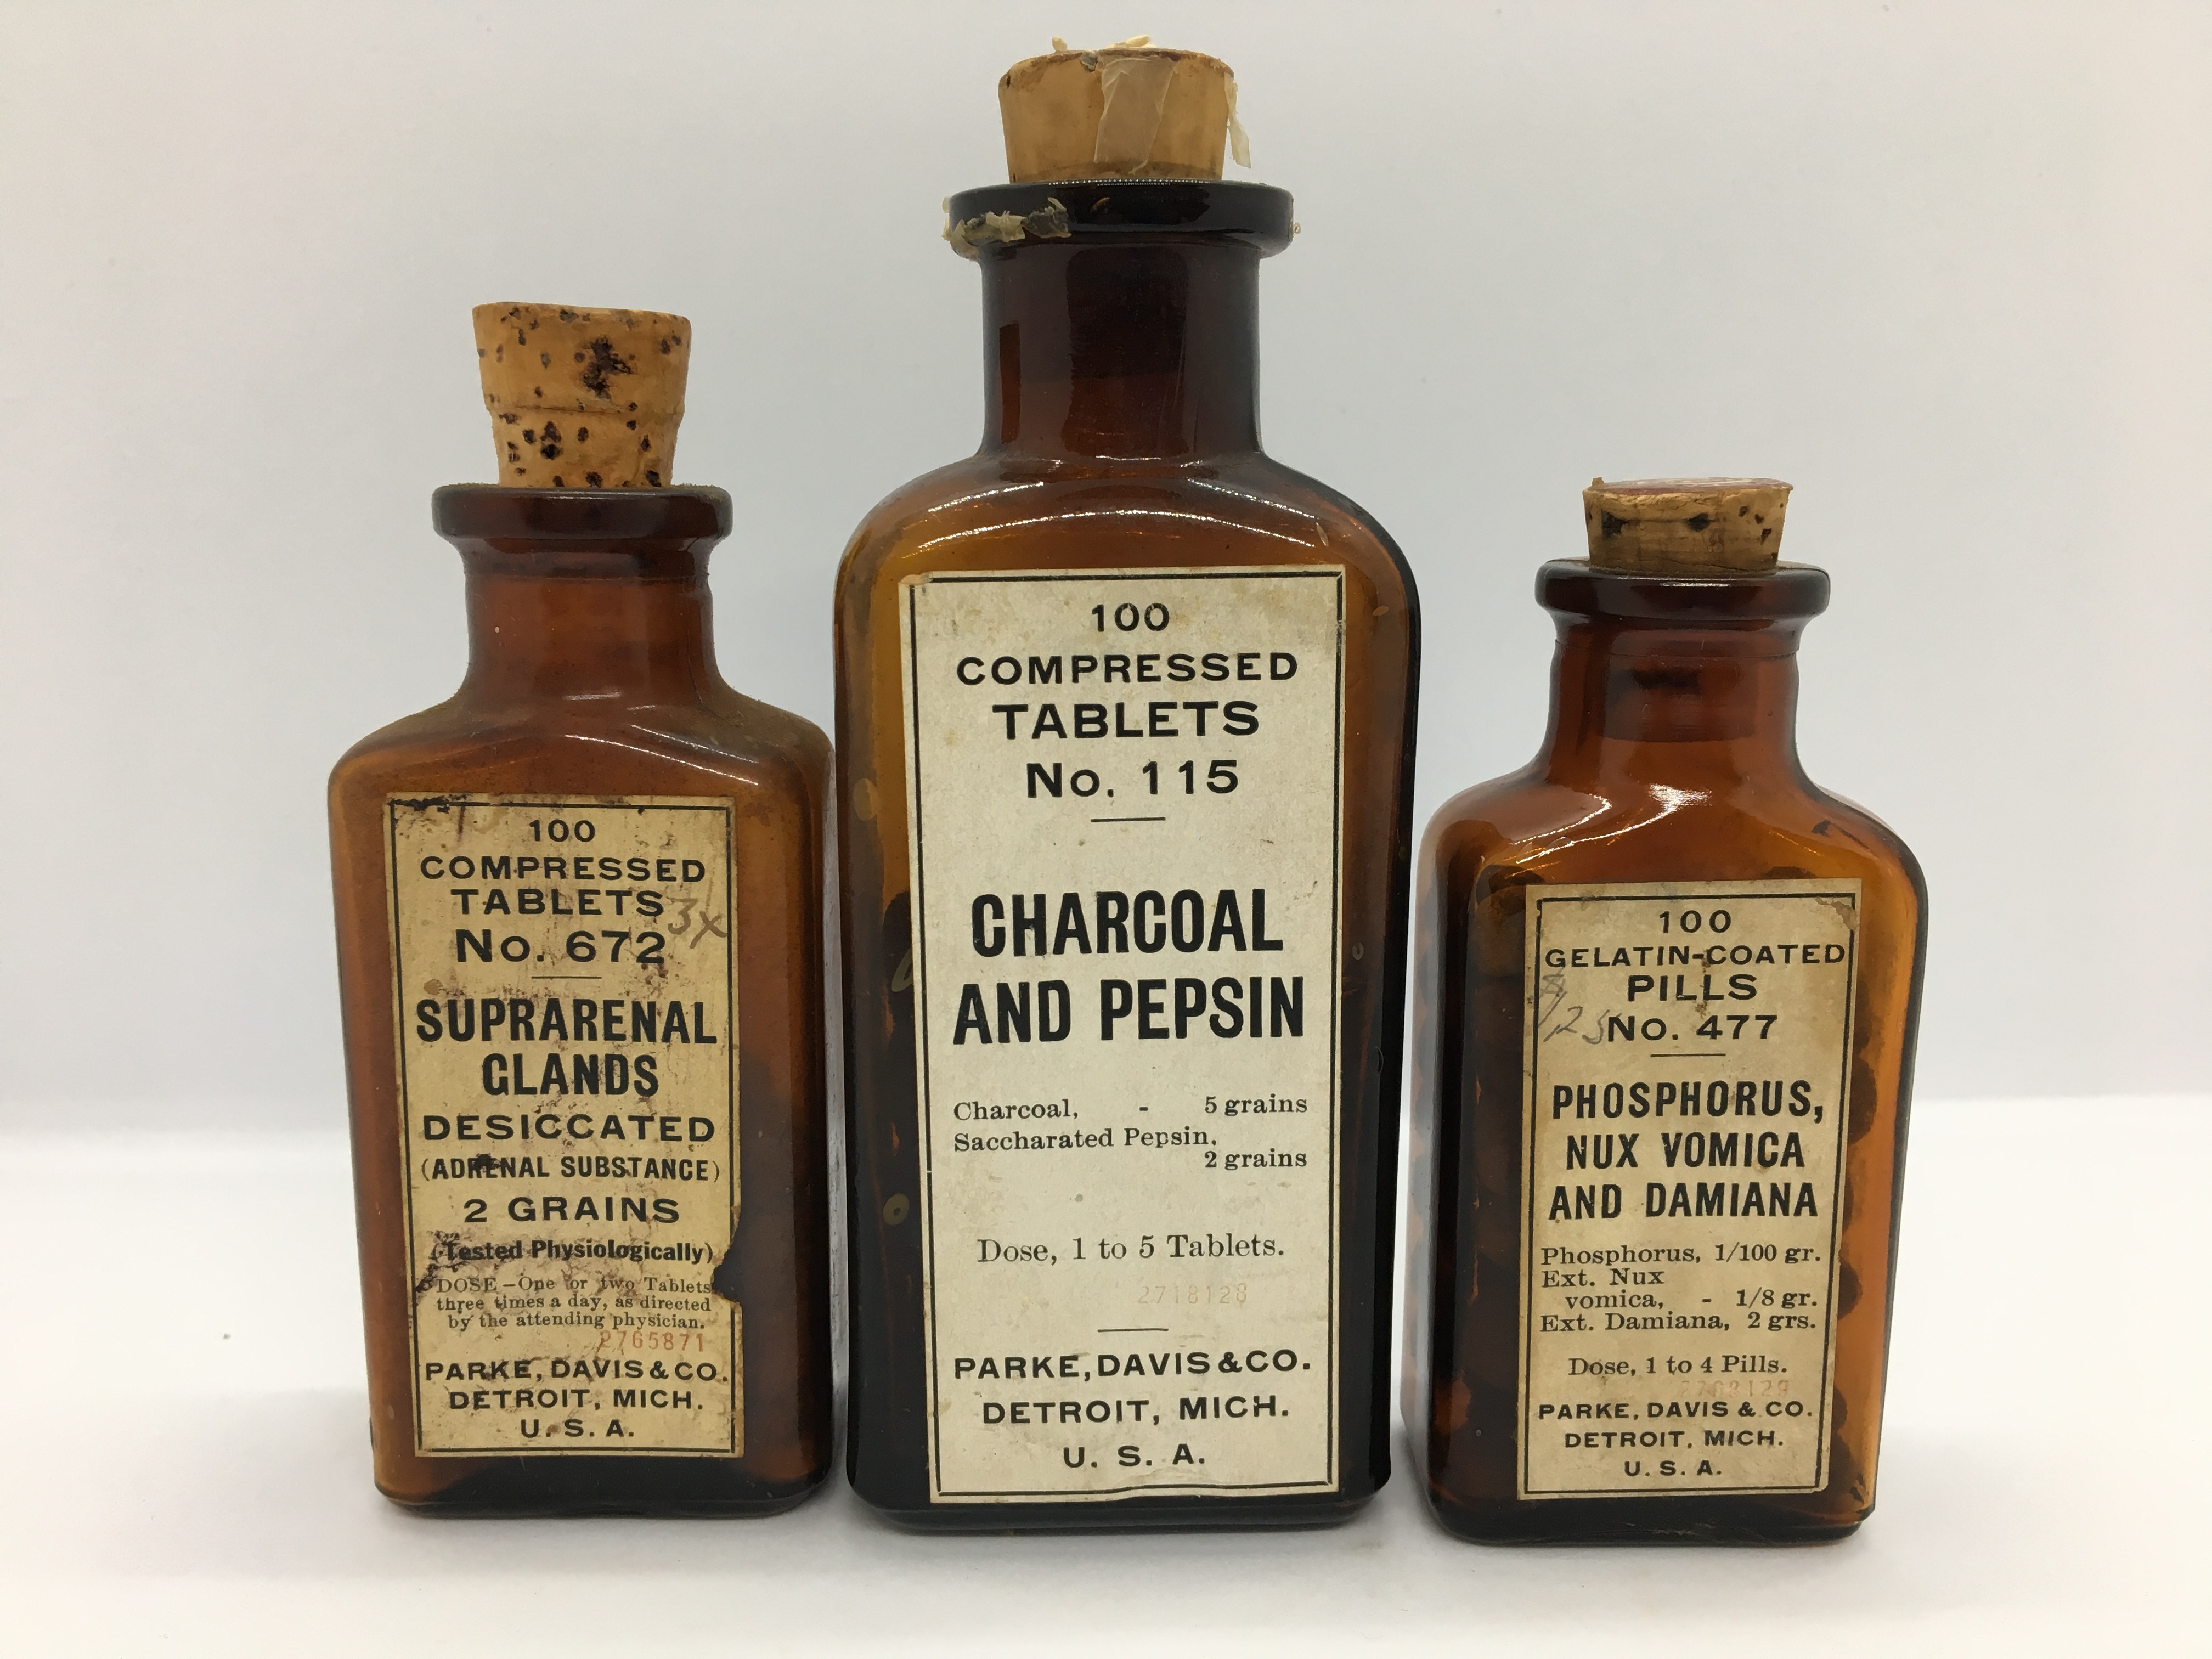 100
COMPRESSED
TABLETS
3x
No. 672
SUPRARENAL
GLANDS
DESICCATED
(ADRENAL SUBSTANCE)
2 GRAINS
(Tested Physiologically)
DOSE—One or two Tablets
three times a day, as directed
by the attending physician.
2765871
PARKE, DAVIS & CO.
DETROIT, MICH.
U. S. A.
100
COMPRESSED
TABLETS
No. 115
CHARCOAL
AND PEPSIN
Charcoal, - 5 grains
Saccharated Pepsin,
2 grains
Dose, 1 to 5 Tablets.
2718128
PARKE, DAVIS & CO.
DETROIT, MICH.
U. S. A.
100
GELATIN-COATED
PILLS
No. 477
PHOSPHORUS,
NUX VOMICA
AND DAMIANA
Phosphorus, 1/100 gr.
Ext. Nux
vomica, - 1/8 gr.
Ext. Damiana, 2 grs.
Dose, 1 to 4 Pills.
PARKE, DAVIS & CO.
DETROIT, MICH.
U. S. A.